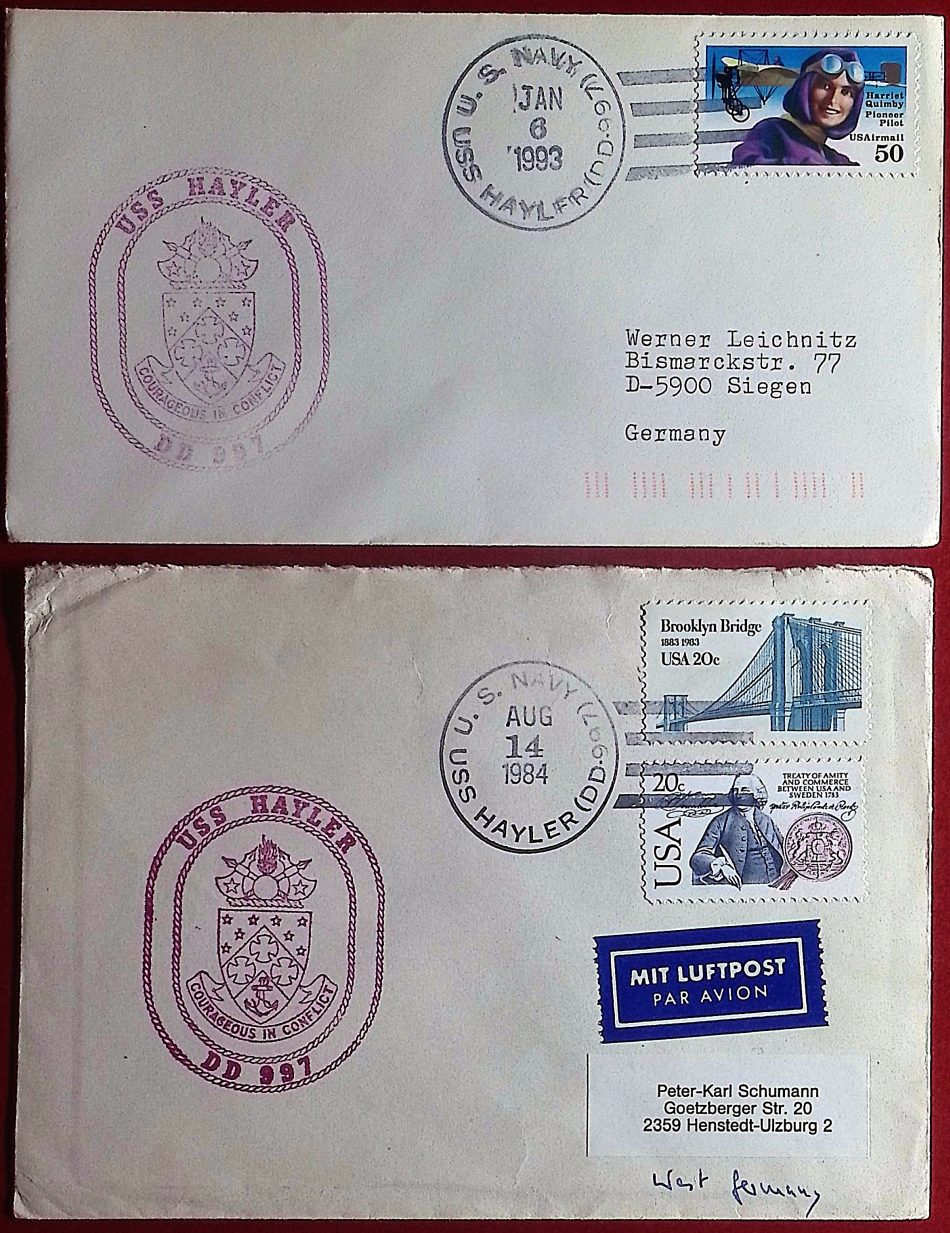 U. S. NAVY
JAN
6
1993
USS HAYLER (DD-997)
Harriet
Quimby
Pioneer
Pilot
USAirmail
50
USS HAYLER
COURAGEOUS IN CONFLICT
DD 997
Werner Leichnitz
Bismarckstr. 77
D-5900 Siegen
Germany
Brooklyn Bridge
1883 1983
USA 20c
U. S. NAVY
AUG
14
1984
USS HAYLER (DD-997)
20c
USA
TREATY OF AMITY
AND COMMERCE
BETWEEN USA AND
SWEDEN 1783
USS HAYLER
COURAGEOUS IN CONFLICT
DD 997
MIT LUFTPOST
PAR AVION
Peter-Karl Schumann
Goetzberger Str. 20
2359 Henstedt-Ulzburg 2
West Germany